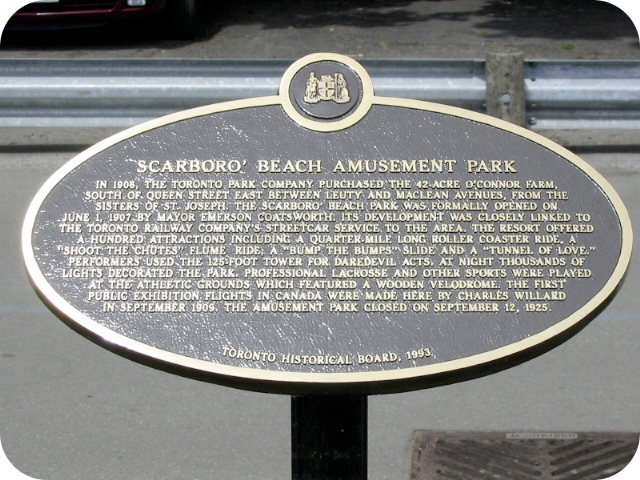 SCARBORO' BEACH AMUSEMENT PARK
IN 1906, THE TORONTO PARK COMPANY PURCHASED THE 42-ACRE O'CONNOR FARM,
SOUTH OF QUEEN STREET EAST BETWEEN LEUTY AND MACLEAN AVENUES, FROM THE
SISTERS OF ST. JOSEPH. THE SCARBORO' BEACH PARK WAS FORMALLY OPENED ON
JUNE 1, 1907 BY MAYOR EMERSON COATSWORTH. ITS DEVELOPMENT WAS CLOSELY LINKED TO
THE TORONTO RAILWAY COMPANY'S STREETCAR SERVICE TO THE AREA. THE RESORT OFFERED
A HUNDRED ATTRACTIONS INCLUDING A QUARTER-MILE LONG ROLLER COASTER RIDE, A
"SHOOT THE CHUTES" FLUME RIDE, A "BUMP THE BUMPS" SLIDE AND A "TUNNEL OF LOVE."
PERFORMERS USED THE 125-FOOT TOWER FOR DAREDEVIL ACTS. AT NIGHT THOUSANDS OF
LIGHTS DECORATED THE PARK. PROFESSIONAL LACROSSE AND OTHER SPORTS WERE PLAYED
AT THE ATHLETIC GROUNDS WHICH FEATURED A WOODEN VELODROME. THE FIRST
PUBLIC EXHIBITION FLIGHTS IN CANADA WERE MADE HERE BY CHARLES WILLARD
IN SEPTEMBER 1909. THE AMUSEMENT PARK CLOSED ON SEPTEMBER 12, 1925.
TORONTO HISTORICAL BOARD, 1993